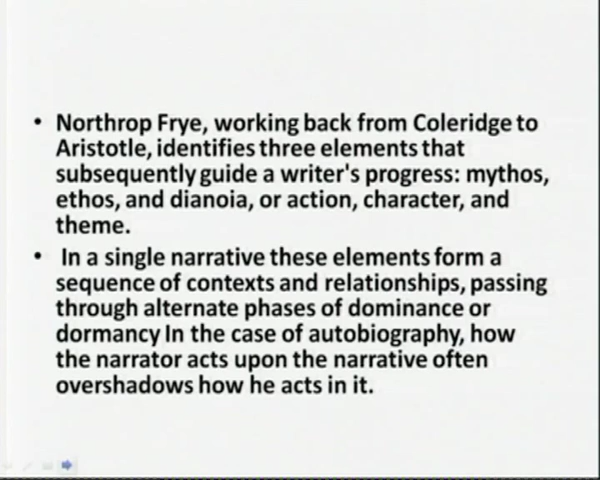 • Northrop Frye, working back from Coleridge to
Aristotle, identifies three elements that
subsequently guide a writer's progress: mythos,
ethos, and dianoia, or action, character, and
theme.
• In a single narrative these elements form a
sequence of contexts and relationships, passing
through alternate phases of dominance or
dormancy In the case of autobiography, how
the narrator acts upon the narrative often
overshadows how he acts in it.